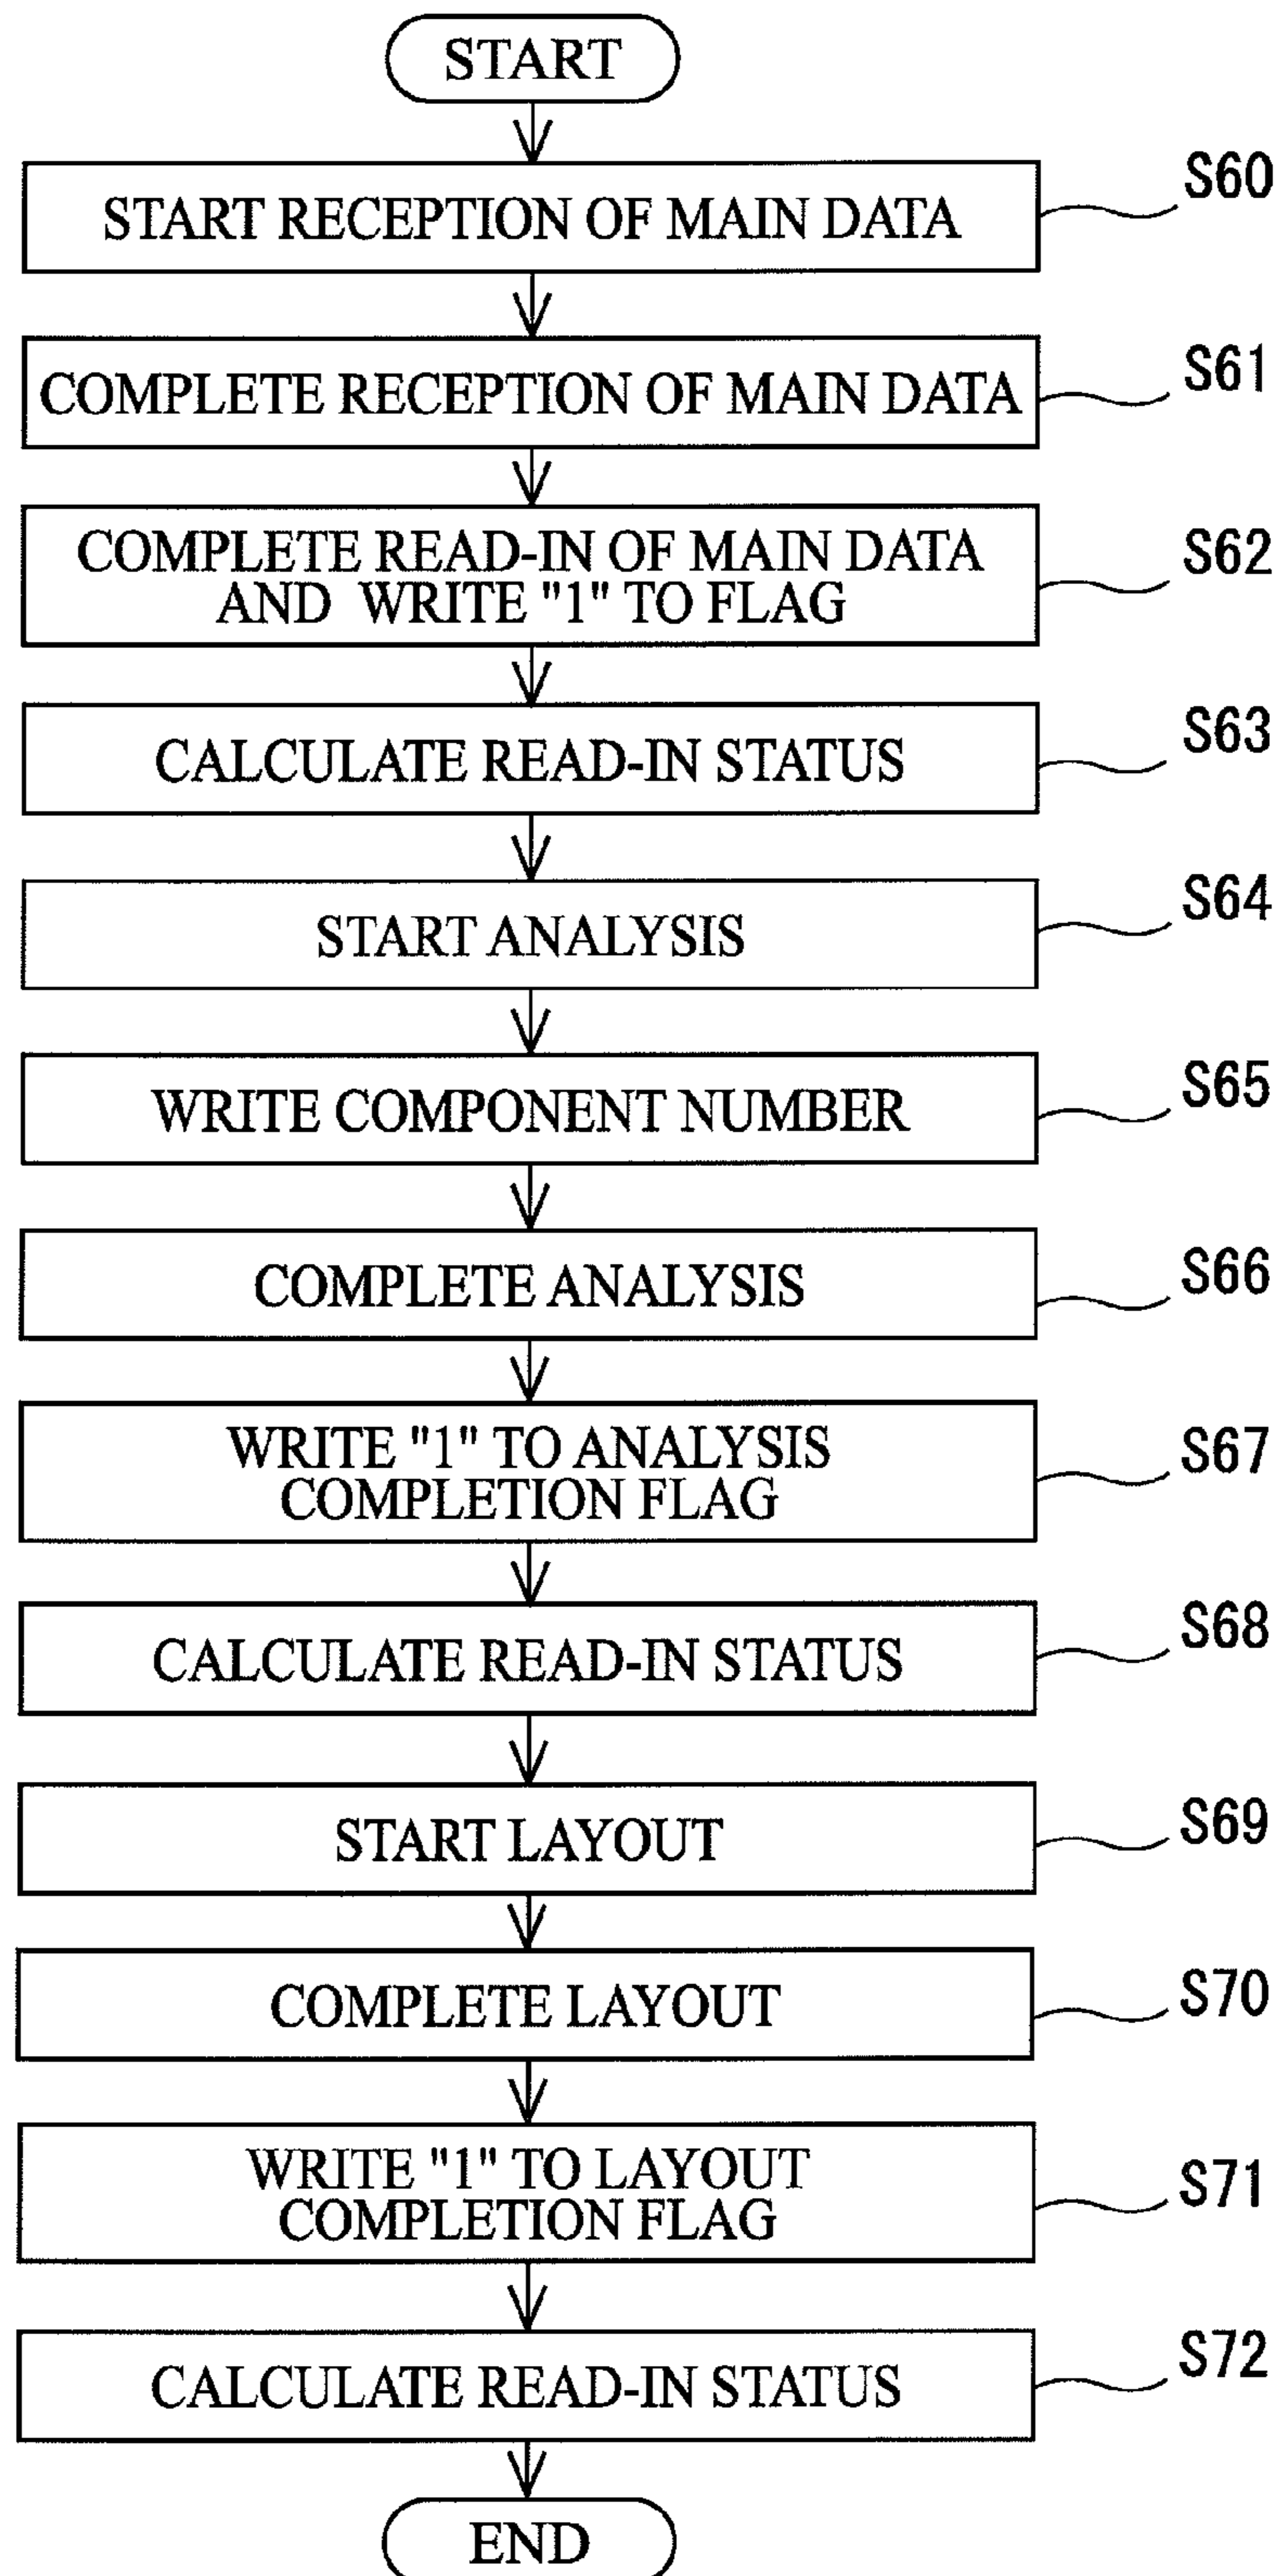 START
START RECEPTION OF MAIN DATA
S60
COMPLETE RECEPTION OF MAIN DATA
S61
COMPLETE READ-IN OF MAIN DATA
AND WRITE "1" TO FLAG
S62
CALCULATE READ-IN STATUS
S63
START ANALYSIS
S64
WRITE COMPONENT NUMBER
S65
COMPLETE ANALYSIS
S66
WRITE "1" TO ANALYSIS
COMPLETION FLAG
S67
CALCULATE READ-IN STATUS
S68
START LAYOUT
S69
COMPLETE LAYOUT
S70
WRITE "1" TO LAYOUT
COMPLETION FLAG
S71
CALCULATE READ-IN STATUS
S72
END